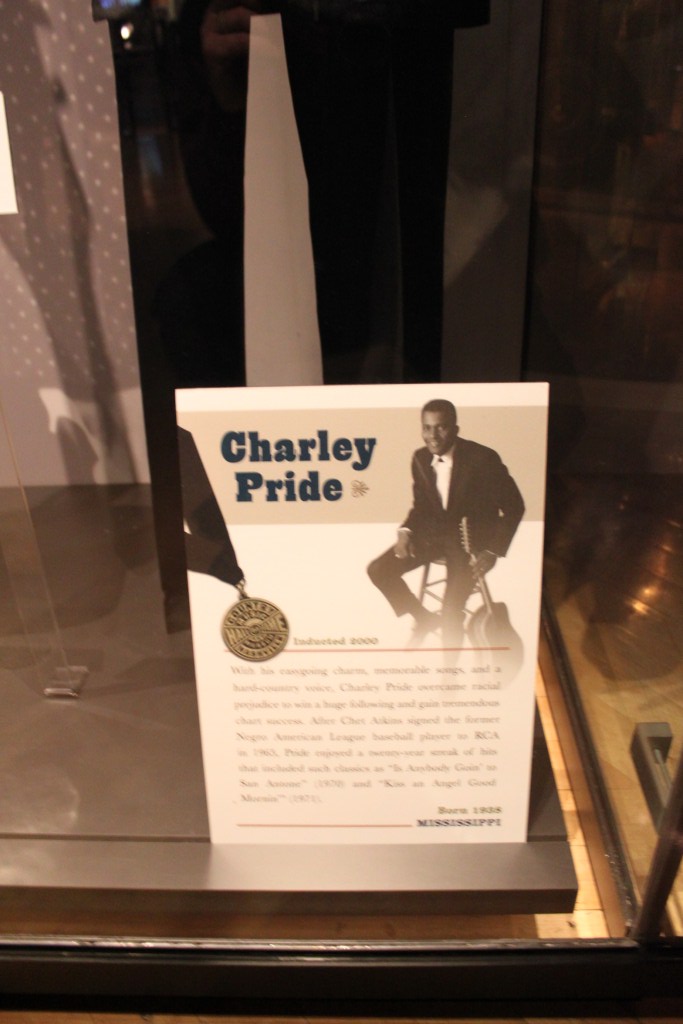 Charley
Pride
COUNTRY
Inducted 2000
With his easygoing charm, memorable songs, and a
hard-country voice, Charley Pride overcame racial
prejudice to win a huge following and gain tremendous
chart success. After Chet Atkins signed the former
Negro American League baseball player to RCA
in 1965, Pride enjoyed a twenty-year streak of hits
that included such classics as “Is Anybody Goin’ to
San Antone” (1970) and “Kiss an Angel Good
Mornin’” (1971).
Born 1938
MISSISSIPPI